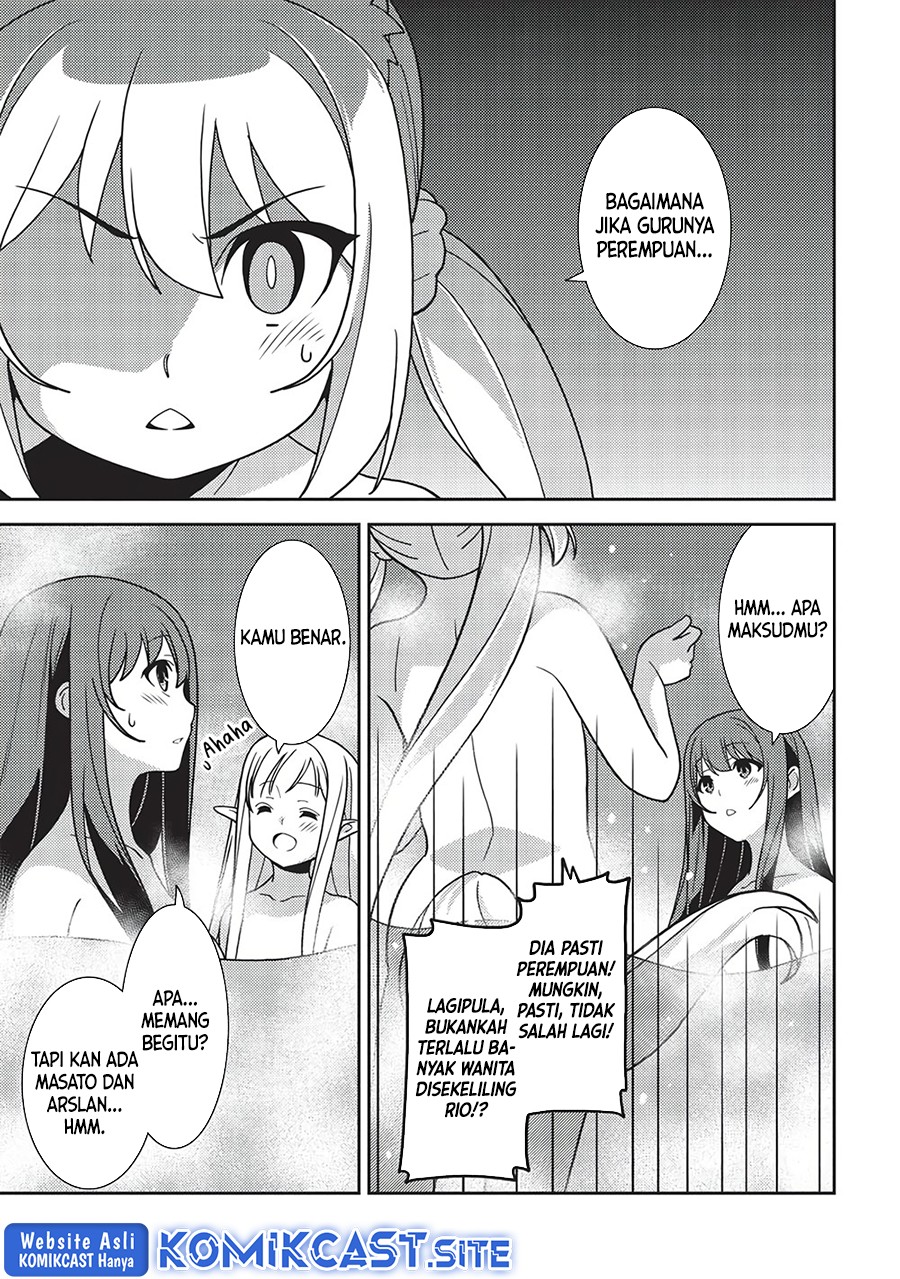 BAGAIMANA
JIKA GURUNYA
PEREMPUAN...
HMM... APA
MAKSUDMU?
DIA PASTI
PEREMPUAN!
MUNGKIN,
PASTI, TIDAK
SALAH LAGI!
LAGIPULA,
BUKANKAH
TERLALU BA-
NYAK WANITA
DISEKELILING
RIO!?
KAMU BENAR.
Ahaha
APA...
MEMANG
BEGITU?
TAPI KAN ADA
MASATO DAN
ARSLAN...
HMM.
Website Asli
KOMIKCAST Hanya
KOMIKCAST.SITE